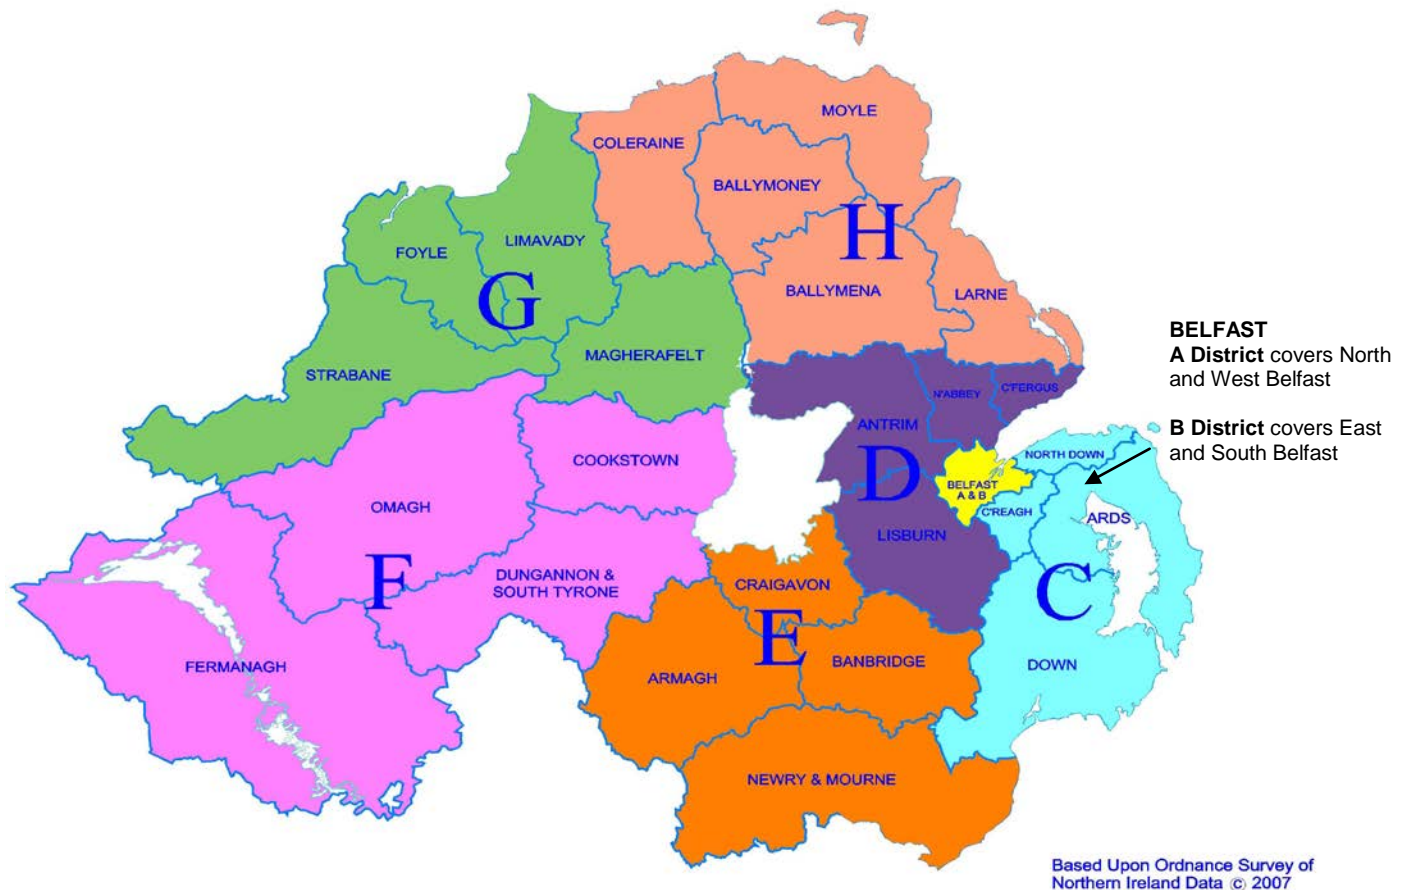 MOYLE
COLERAINE
BALLYMONEY
H
LIMAVADY
FOYLE
G
BALLYMENA
LARNE
BELFAST
A District covers North
and West Belfast
MAGHERAFELT
STRABANE
N'ABBEY
C'FERGUS
ANTRIM
B District covers East
and South Belfast
NORTH DOWN
COOKSTOWN
D
BELFAST
A & B
OMAGH
C'REAGH
ARDS
LISBURN
F
DUNGANNON &
SOUTH TYRONE
CRAIGAVON
C
E
FERMANAGH
ARMAGH
BANBRIDGE
DOWN
NEWRY & MOURNE
Based Upon Ordnance Survey of
Northern Ireland Data © 2007